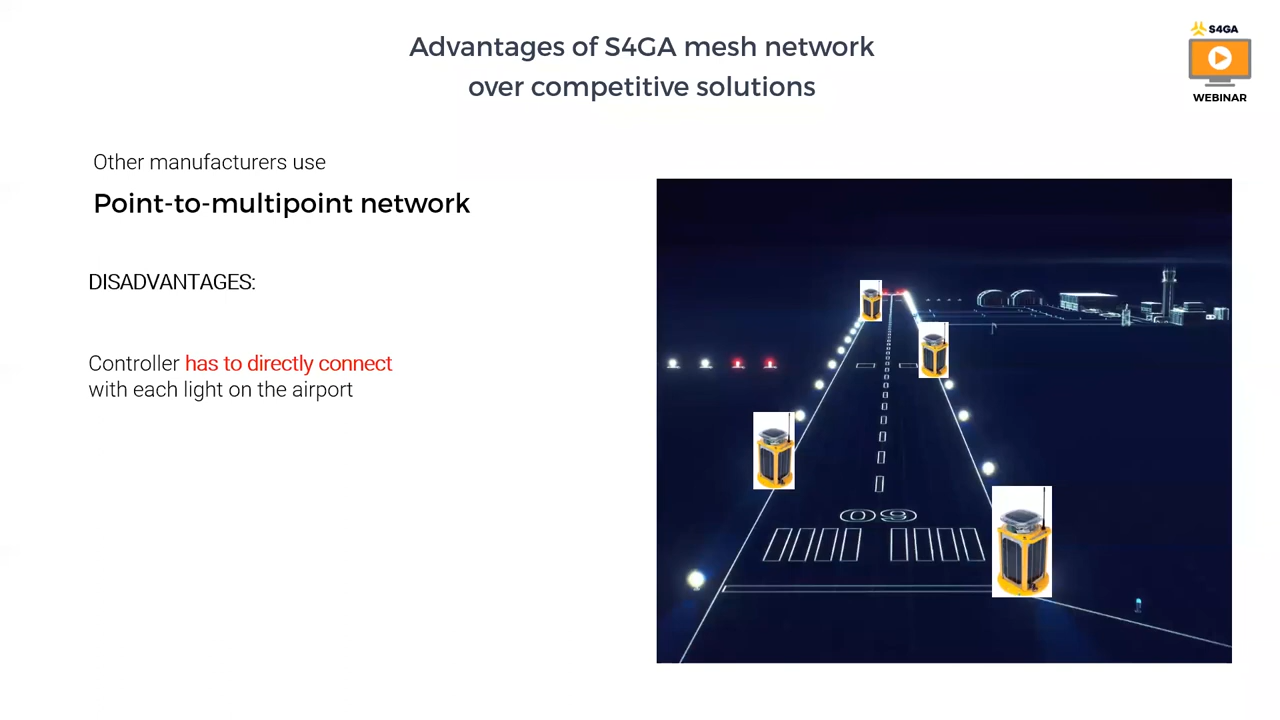 Advantages of S4GA mesh network
over competitive solutions
S4GA
WEBINAR
Other manufacturers use
Point-to-multipoint network
DISADVANTAGES:
Controller has to directly connect
with each light on the airport
09